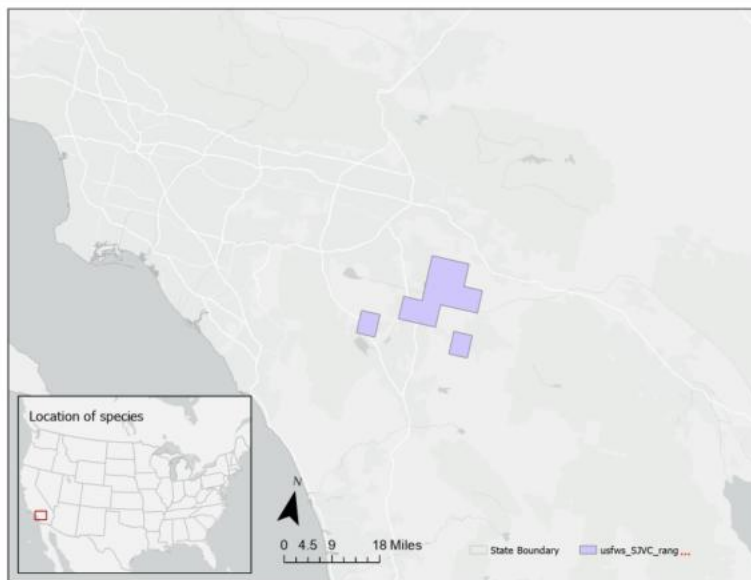 Location of species
N
0 4.5 9 18 Miles
State Boundary
usfws_SJVC_rang ...